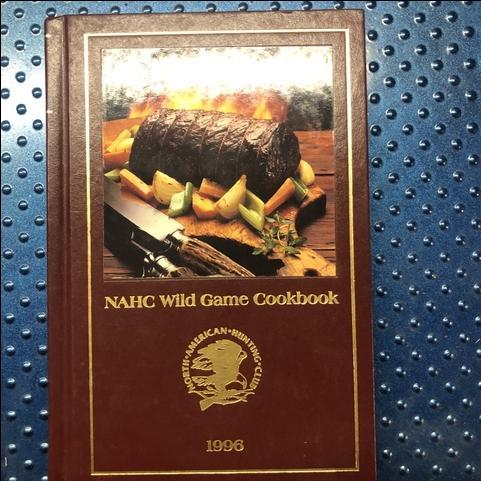 NAHC Wild Game Cookbook
NORTH•AMERICAN•HUNTING•CLUB
1996